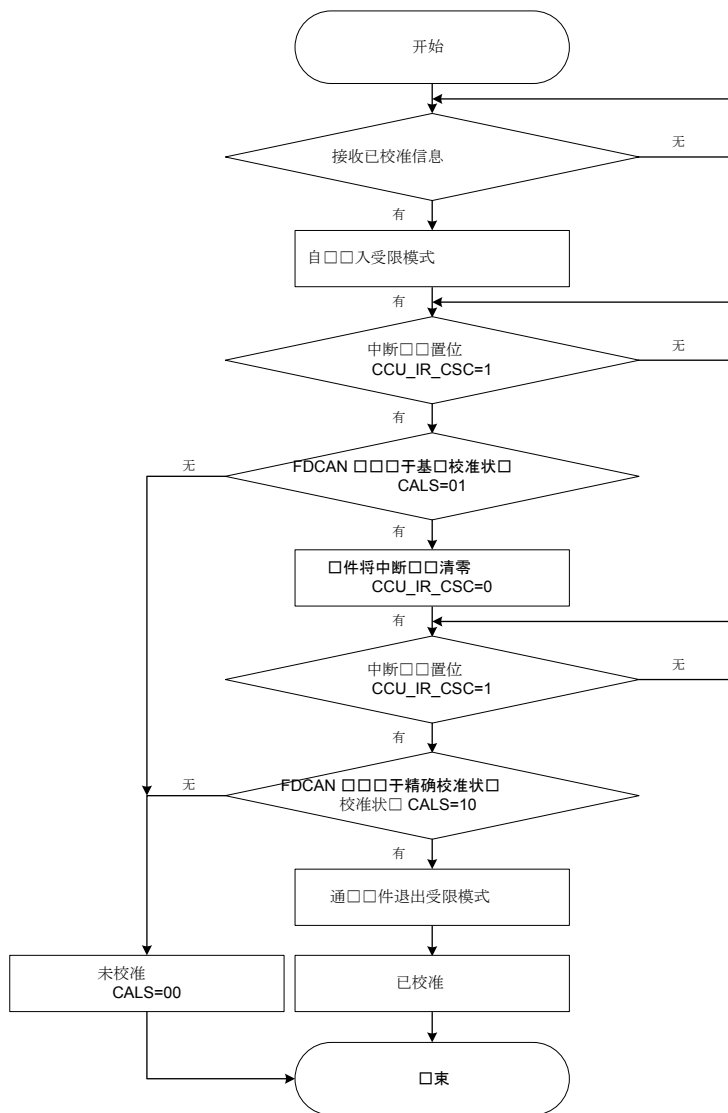 开始
接收已校准信息
无
有
自□□入受限模式
有
中断□□置位
CCU_IR_CSC=1
无
有
无
FDCAN □□□于基□校准状□
CALS=01
有
□件将中断□□清零
CCU_IR_CSC=0
有
中断□□置位
CCU_IR_CSC=1
无
有
无
FDCAN □□□于精确校准状□
校准状□ CALS=10
有
通□□件退出受限模式
未校准
CALS=00
已校准
□束